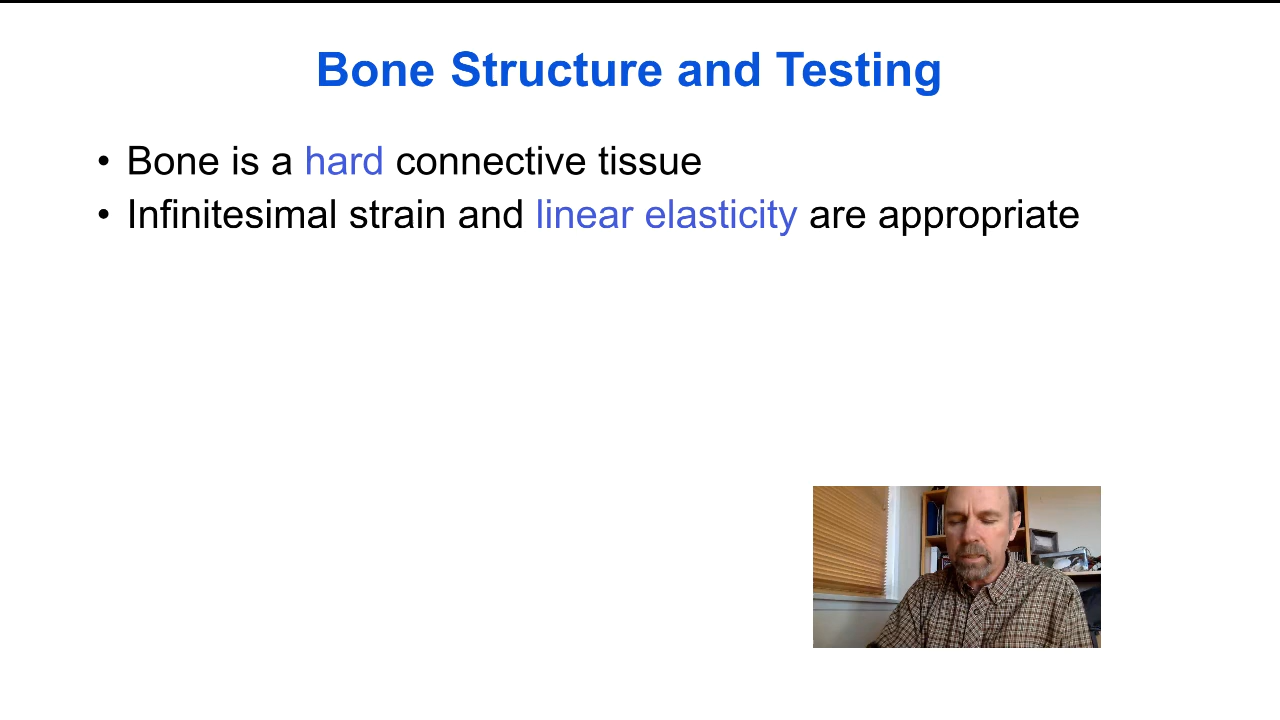 Bone Structure and Testing
• Bone is a hard connective tissue
• Infinitesimal strain and linear elasticity are appropriate